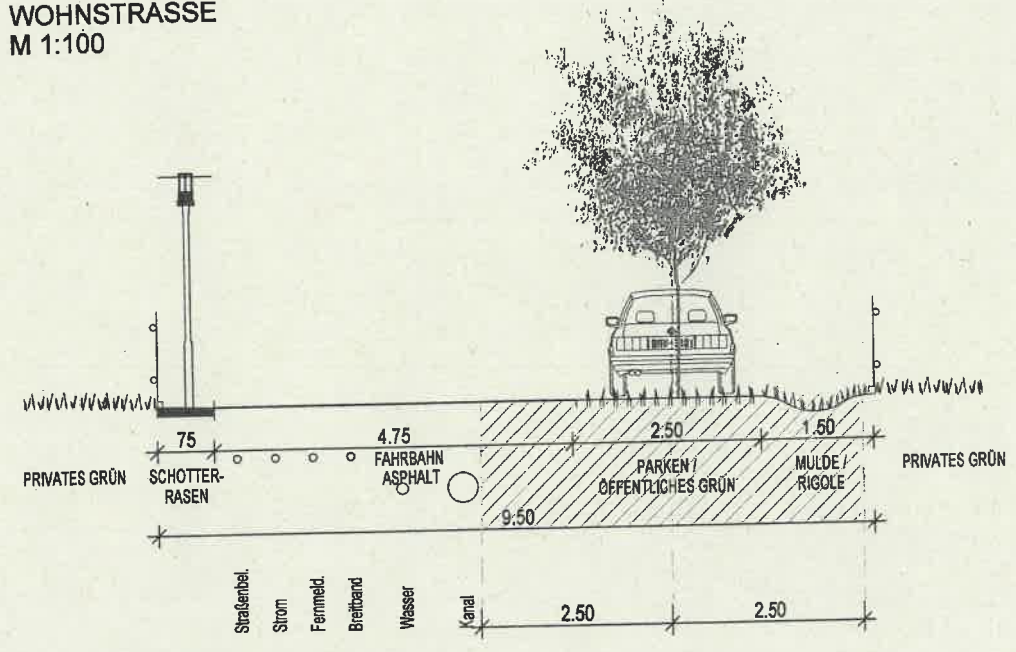 WOHNSTRASSE
M 1:100
75
4.75
2.50
1.50
PRIVATES GRÜN
SCHOTTER-
RASEN
FAHRBAHN
ASPHALT
PARKEN /
ÖFFENTLICHES GRÜN
MULDE /
RIGOLE
PRIVATES GRÜN
9.50
Straßenbel.
Strom
Fernmeld.
Breitband
Wasser
Kanal
2.50
2.50